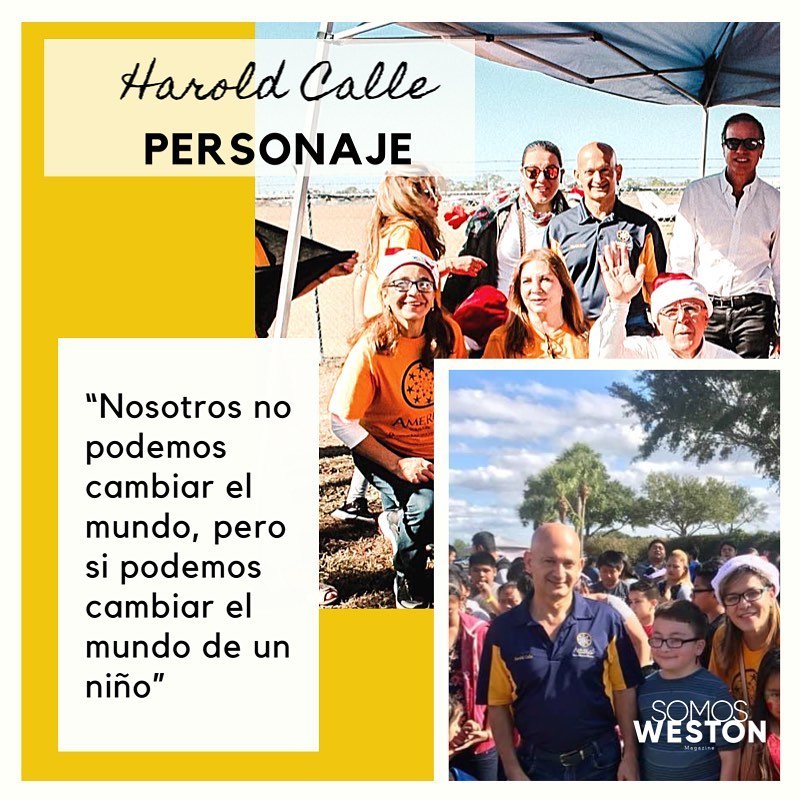 Harold Calle
PERSONAJE
“Nosotros no
podemos
cambiar el
mundo, pero
si podemos
cambiar el
mundo de un
niño”
SOMOS
WESTON
Magazine